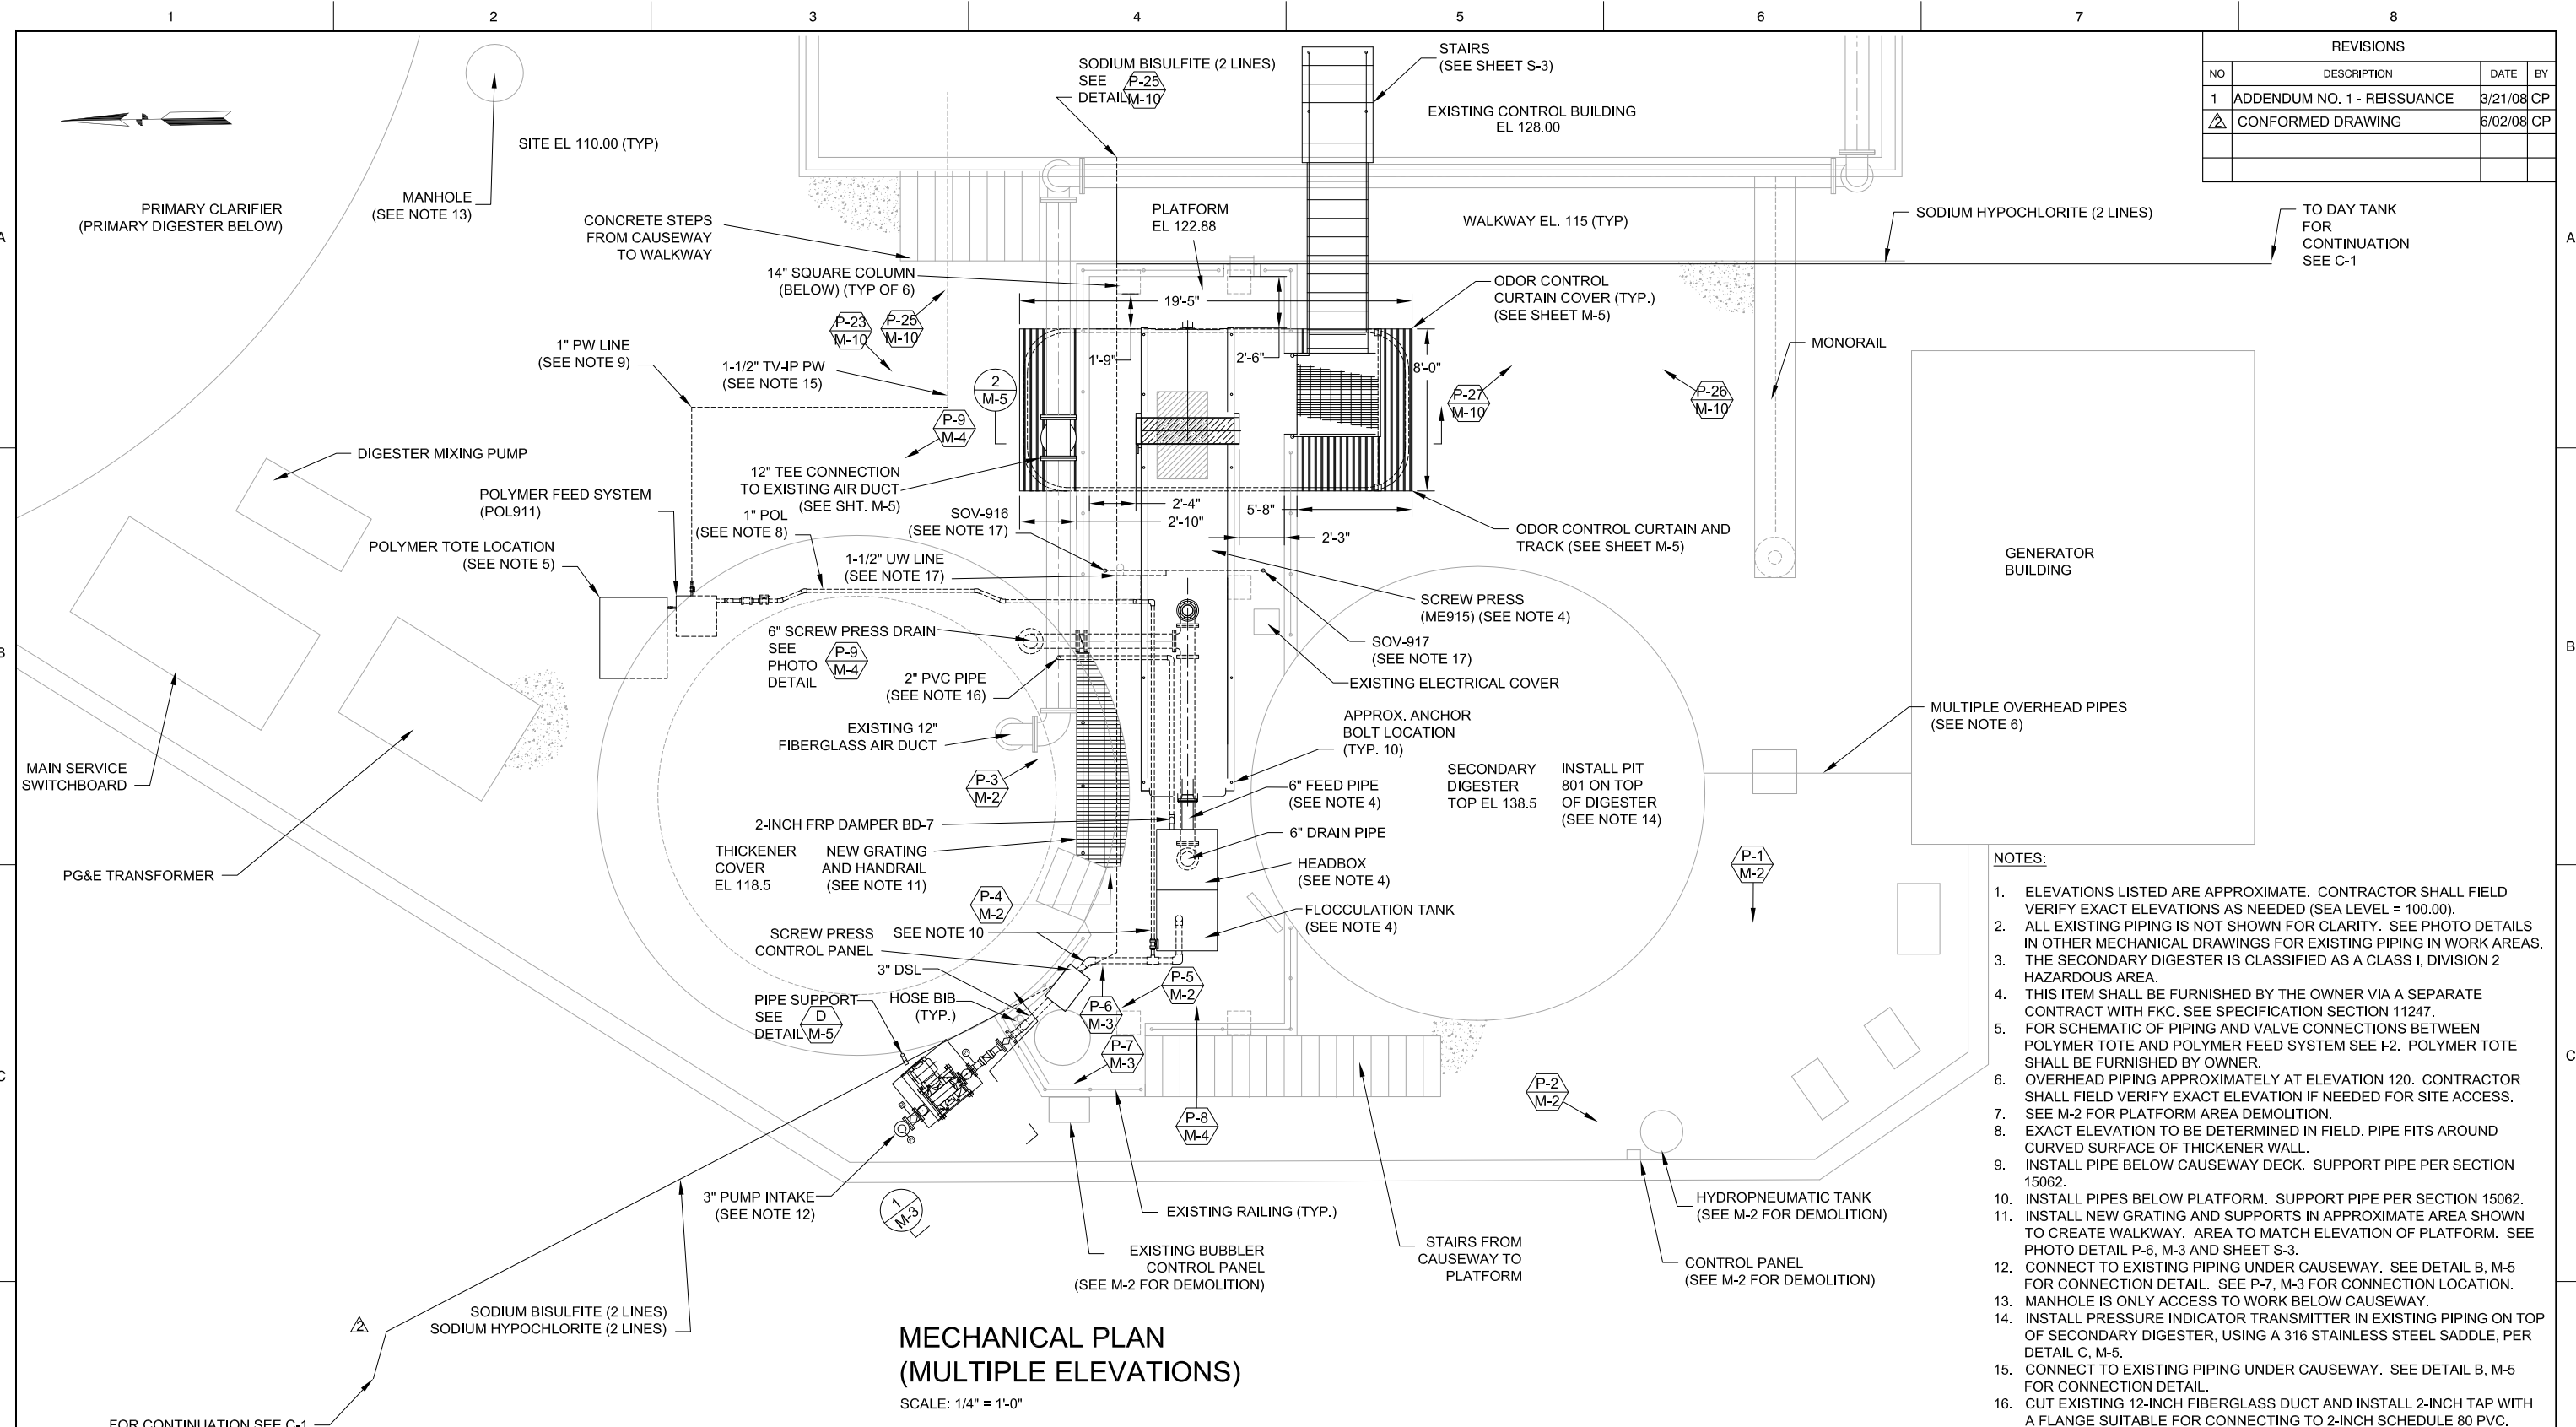 1 2 3 4 5 6 7 8
REVISIONS
NO DESCRIPTION DATE BY
1 ADDENDUM NO. 1 - REISSUANCE 3/21/08 CP
2 CONFORMED DRAWING 6/02/08 CP
A
A
B
B
C
C
SITE EL 110.00 (TYP)
PRIMARY CLARIFIER
(PRIMARY DIGESTER BELOW)
MANHOLE
(SEE NOTE 13)
CONCRETE STEPS
FROM CAUSEWAY
TO WALKWAY
SODIUM BISULFITE (2 LINES)
SEE
DETAIL
P-25
M-10
STAIRS
(SEE SHEET S-3)
EXISTING CONTROL BUILDING
EL 128.00
PLATFORM
EL 122.88
WALKWAY EL. 115 (TYP)
SODIUM HYPOCHLORITE (2 LINES)
TO DAY TANK
FOR
CONTINUATION
SEE C-1
14" SQUARE COLUMN
(BELOW) (TYP OF 6)
P-23
M-10
P-25
M-10
19'-5"
ODOR CONTROL
CURTAIN COVER (TYP.)
(SEE SHEET M-5)
1" PW LINE
(SEE NOTE 9)
1-1/2" TV-IP PW
(SEE NOTE 15)
2
M-5
1'-9"
2'-6"
8'-0"
MONORAIL
P-27
M-10
P-26
M-10
P-9
M-4
DIGESTER MIXING PUMP
12" TEE CONNECTION
TO EXISTING AIR DUCT
(SEE SHT. M-5)
POLYMER FEED SYSTEM
(POL911)
1" POL
(SEE NOTE 8)
SOV-916
(SEE NOTE 17)
2'-4"
2'-10"
5'-8"
2'-3"
ODOR CONTROL CURTAIN AND
TRACK (SEE SHEET M-5)
POLYMER TOTE LOCATION
(SEE NOTE 5)
1-1/2" UW LINE
(SEE NOTE 17)
GENERATOR
BUILDING
SCREW PRESS
(ME915) (SEE NOTE 4)
6" SCREW PRESS DRAIN
SEE
PHOTO
DETAIL
P-9
M-4
SOV-917
(SEE NOTE 17)
2" PVC PIPE
(SEE NOTE 16)
EXISTING ELECTRICAL COVER
EXISTING 12"
FIBERGLASS AIR DUCT
APPROX. ANCHOR
BOLT LOCATION
(TYP. 10)
MULTIPLE OVERHEAD PIPES
(SEE NOTE 6)
MAIN SERVICE
SWITCHBOARD
P-3
M-2
6" FEED PIPE
(SEE NOTE 4)
SECONDARY
DIGESTER
TOP EL 138.5
INSTALL PIT
801 ON TOP
OF DIGESTER
(SEE NOTE 14)
2-INCH FRP DAMPER BD-7
6" DRAIN PIPE
THICKENER
COVER
EL 118.5
NEW GRATING
AND HANDRAIL
(SEE NOTE 11)
HEADBOX
(SEE NOTE 4)
PG&E TRANSFORMER
P-1
M-2
P-4
M-2
FLOCCULATION TANK
(SEE NOTE 4)
SCREW PRESS
CONTROL PANEL
SEE NOTE 10
3" DSL
PIPE SUPPORT
SEE
DETAIL
D
M-5
HOSE BIB
(TYP.)
P-5
M-2
P-6
M-3
P-7
M-3
P-8
M-4
P-2
M-2
3" PUMP INTAKE
(SEE NOTE 12)
1
M-3
EXISTING RAILING (TYP.)
EXISTING BUBBLER
CONTROL PANEL
(SEE M-2 FOR DEMOLITION)
STAIRS FROM
CAUSEWAY TO
PLATFORM
HYDROPNEUMATIC TANK
(SEE M-2 FOR DEMOLITION)
CONTROL PANEL
(SEE M-2 FOR DEMOLITION)
2
SODIUM BISULFITE (2 LINES)
SODIUM HYPOCHLORITE (2 LINES)
FOR CONTINUATION SEE C-1
MECHANICAL PLAN
(MULTIPLE ELEVATIONS)
SCALE: 1/4" = 1'-0"
NOTES:
1. ELEVATIONS LISTED ARE APPROXIMATE. CONTRACTOR SHALL FIELD
VERIFY EXACT ELEVATIONS AS NEEDED (SEA LEVEL = 100.00).
2. ALL EXISTING PIPING IS NOT SHOWN FOR CLARITY. SEE PHOTO DETAILS
IN OTHER MECHANICAL DRAWINGS FOR EXISTING PIPING IN WORK AREAS.
3. THE SECONDARY DIGESTER IS CLASSIFIED AS A CLASS I, DIVISION 2
HAZARDOUS AREA.
4. THIS ITEM SHALL BE FURNISHED BY THE OWNER VIA A SEPARATE
CONTRACT WITH FKC. SEE SPECIFICATION SECTION 11247.
5. FOR SCHEMATIC OF PIPING AND VALVE CONNECTIONS BETWEEN
POLYMER TOTE AND POLYMER FEED SYSTEM SEE I-2. POLYMER TOTE
SHALL BE FURNISHED BY OWNER.
6. OVERHEAD PIPING APPROXIMATELY AT ELEVATION 120. CONTRACTOR
SHALL FIELD VERIFY EXACT ELEVATION IF NEEDED FOR SITE ACCESS.
7. SEE M-2 FOR PLATFORM AREA DEMOLITION.
8. EXACT ELEVATION TO BE DETERMINED IN FIELD. PIPE FITS AROUND
CURVED SURFACE OF THICKENER WALL.
9. INSTALL PIPE BELOW CAUSEWAY DECK. SUPPORT PIPE PER SECTION
15062.
10. INSTALL PIPES BELOW PLATFORM. SUPPORT PIPE PER SECTION 15062.
11. INSTALL NEW GRATING AND SUPPORTS IN APPROXIMATE AREA SHOWN
TO CREATE WALKWAY. AREA TO MATCH ELEVATION OF PLATFORM. SEE
PHOTO DETAIL P-6, M-3 AND SHEET S-3.
12. CONNECT TO EXISTING PIPING UNDER CAUSEWAY. SEE DETAIL B, M-5
FOR CONNECTION DETAIL. SEE P-7, M-3 FOR CONNECTION LOCATION.
13. MANHOLE IS ONLY ACCESS TO WORK BELOW CAUSEWAY.
14. INSTALL PRESSURE INDICATOR TRANSMITTER IN EXISTING PIPING ON TOP
OF SECONDARY DIGESTER, USING A 316 STAINLESS STEEL SADDLE, PER
DETAIL C, M-5.
15. CONNECT TO EXISTING PIPING UNDER CAUSEWAY. SEE DETAIL B, M-5
FOR CONNECTION DETAIL.
16. CUT EXISTING 12-INCH FIBERGLASS DUCT AND INSTALL 2-INCH TAP WITH
A FLANGE SUITABLE FOR CONNECTING TO 2-INCH SCHEDULE 80 PVC.